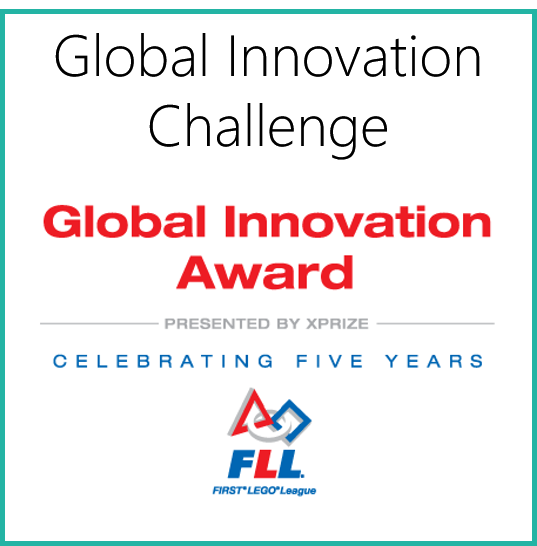 Global Innovation
Challenge
Global Innovation
Award
PRESENTED BY XPRIZE
CELEBRATING FIVE YEARS
FLL.
FIRST® LEGO® League